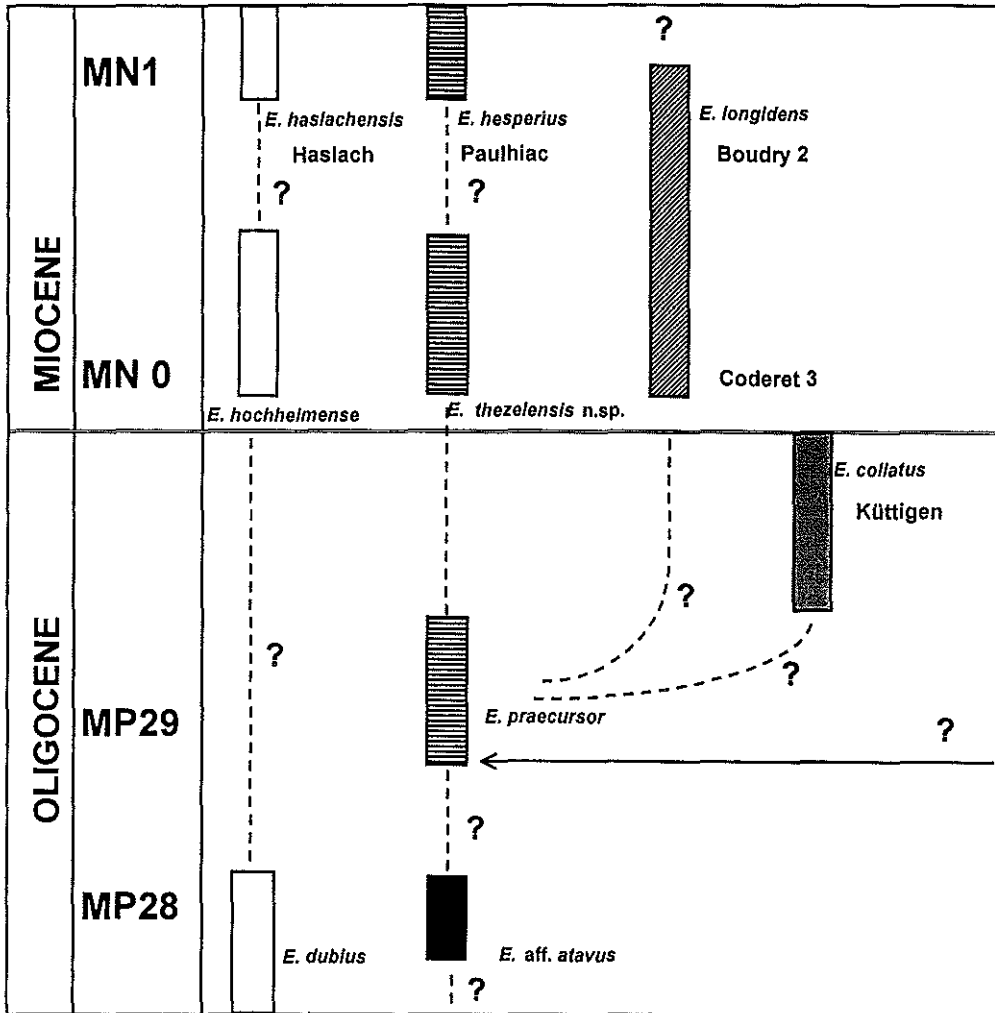 MIOCENE
OLIGOCENE
MN1
?
E. haslachensis
E. hesperius
E. longidens
Haslach
Paulhiac
Boudry 2
?
?
MN 0
Coderet 3
E. hochheimense
E. thezelensis n.sp.
E. collatus
Küttigen
?
?
?
E. praecursor
MP29
?
?
MP28
E. dubius
E. aff. atavus
?